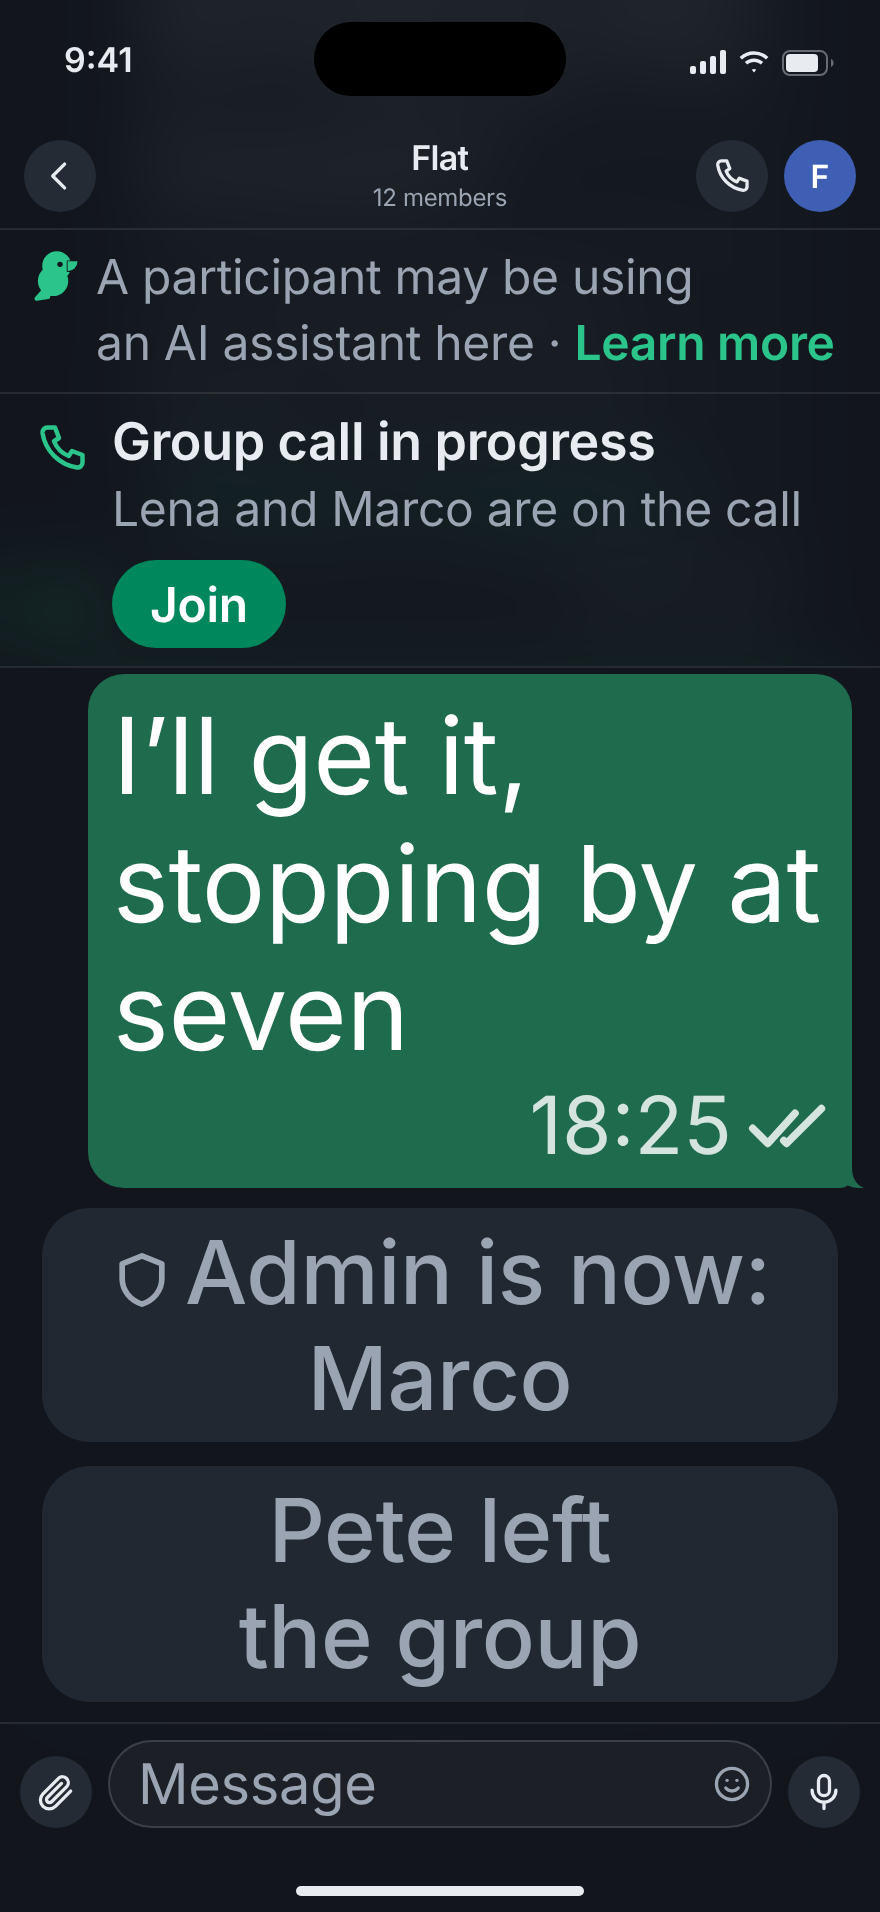 9:41
Flat
12 members
F
A participant may be using
an AI assistant here · Learn more
Group call in progress
Lena and Marco are on the call
Join
I’ll get it,
stopping by at
seven
18:25
Admin is now:
Marco
Pete left
the group
Message